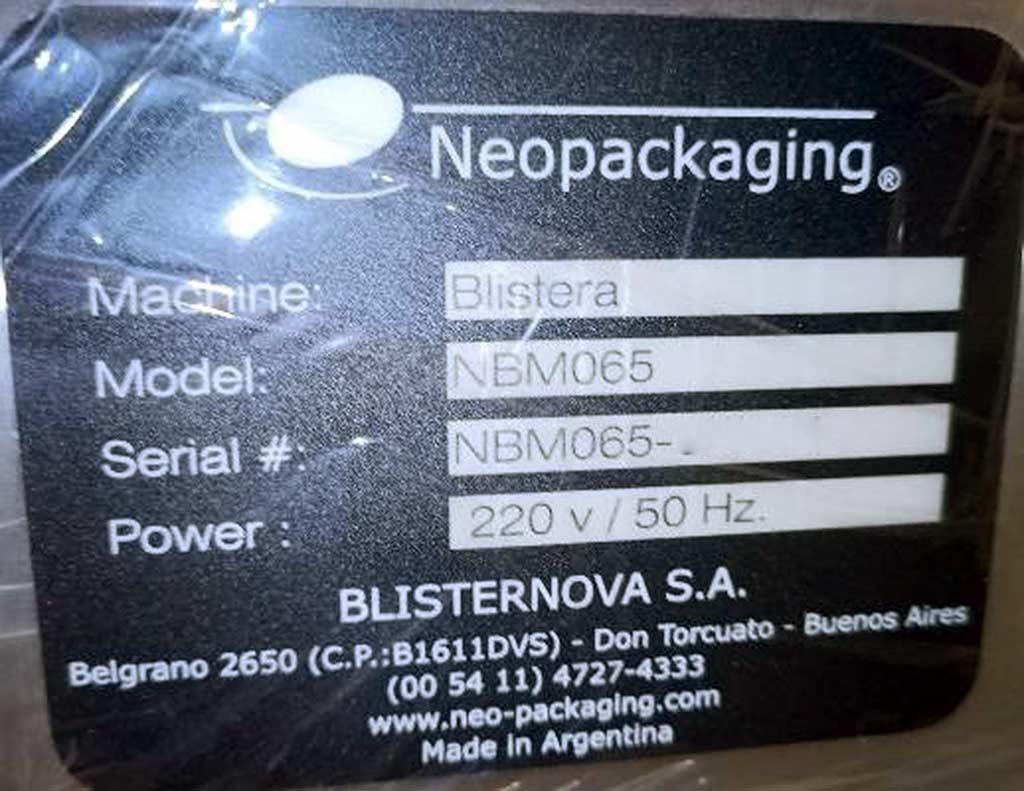 Neopackaging®
Machine: Blistera
Model: NBM065
Serial #: NBM065-
Power : 220 v / 50 Hz.
BLISTERNOVA S.A.
Belgrano 2650 (C.P.:B1611DVS) - Don Torcuato - Buenos Aires
(00 54 11) 4727-4333
www.neo-packaging.com
Made in Argentina